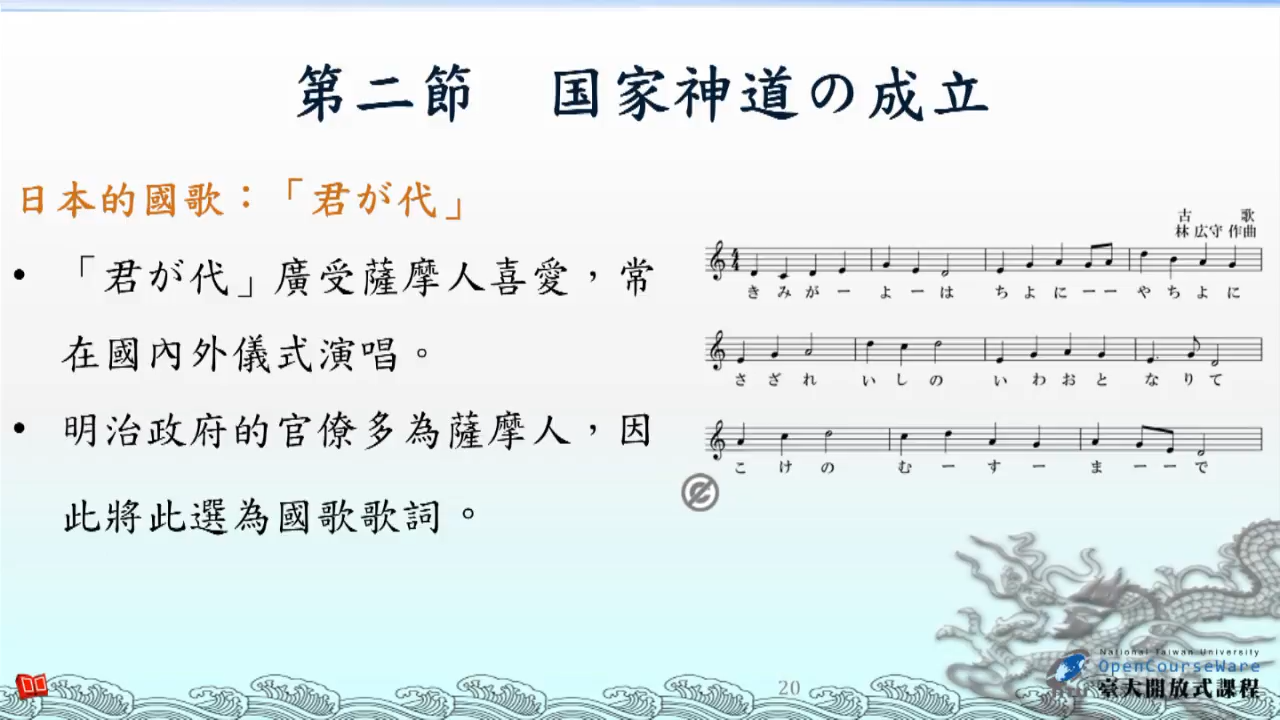 第二節　国家神道の成立
日本的國歌：「君が代」
• 「君が代」廣受薩摩人喜愛，常
在國內外儀式演唱。
• 明治政府的官僚多為薩摩人，因
此將此選為國歌歌詞。
古 歌
林 広守 作曲
き み が ー よ ー は ち よ に ー ー や ち よ に
さ ざ れ い し の い わ お と な り て
こ け の む ー す ー ま ー ー で
20
National Taiwan University
OpenCourseWare
臺大開放式課程